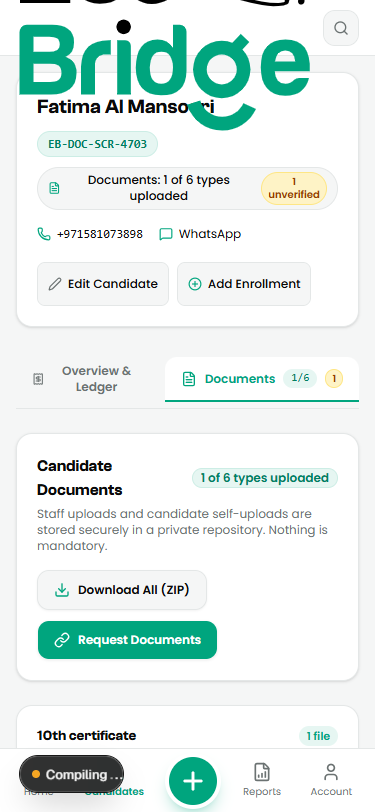 Bridge
Fatima Al Mansoori
EB-DOC-SCR-4703
Documents: 1 of 6 types
uploaded
1
unverified
+971581073898 WhatsApp
Edit Candidate Add Enrollment
Overview &
Ledger
Documents 1/6 1
Candidate
Documents
1 of 6 types uploaded
Staff uploads and candidate self-uploads are
stored securely in a private repository. Nothing is
mandatory.
Download All (ZIP)
Request Documents
10th certificate 1 file
Compiling ...
Home Candidates Reports Account